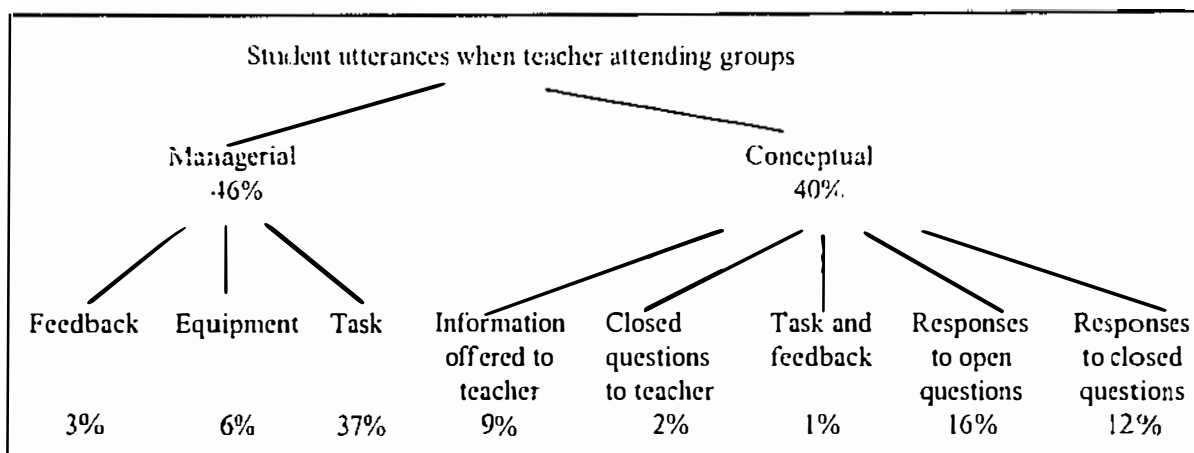 Student utterances when teacher attending groups
Managerial Conceptual
46% 40%
Feedback Equipment Task Information Closed Task and Responses Responses
offered to questions feedback to open to closed
teacher to teacher questions questions
3% 6% 37% 9% 2% 1% 16% 12%